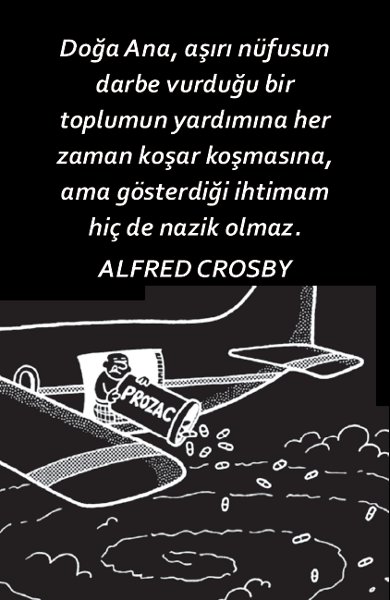 Doğa Ana, aşırı nüfusun
darbe vurduğu bir
toplumun yardımına her
zaman koşar koşmasına,
ama gösterdiği ihtimam
hiç de nazik olmaz.
ALFRED CROSBY
PROZAC